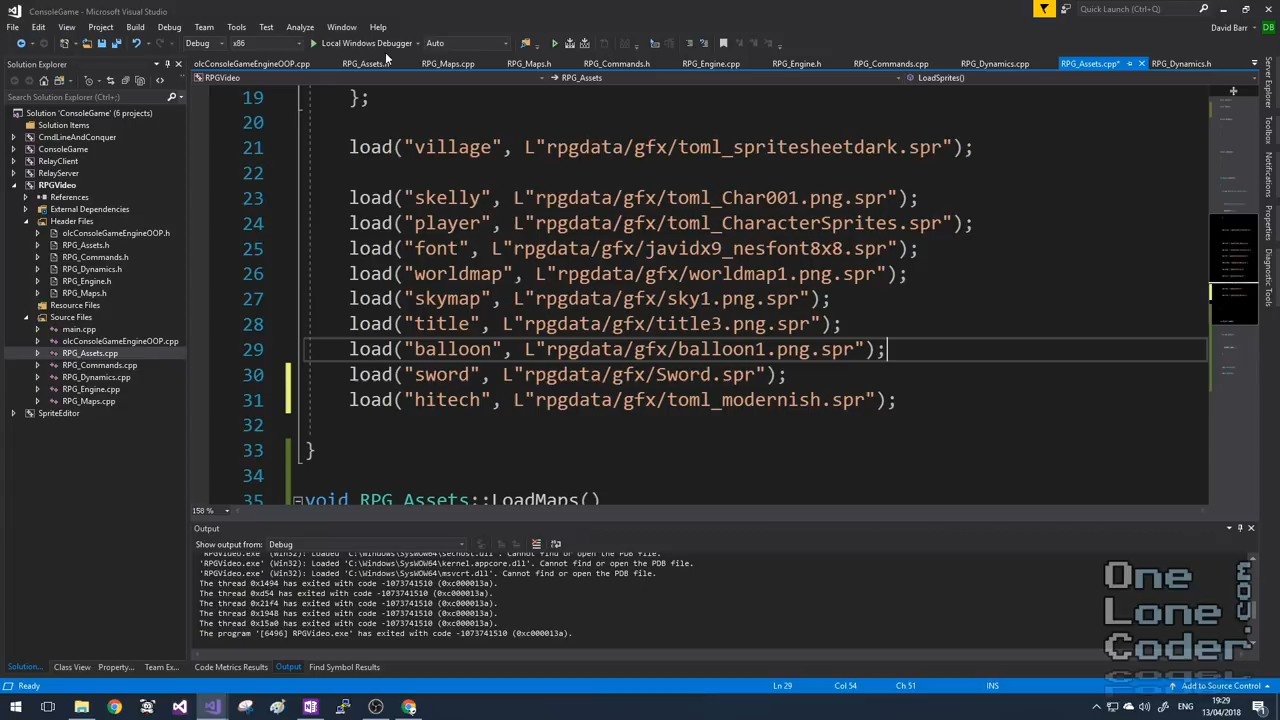 ConsoleGame - Microsoft Visual Studio
Quick Launch (Ctrl+Q)
File Edit View Project Build Debug Team Tools Test Analyze Window Help
David Barr
DB
Debug x86 Local Windows Debugger Auto
Solution Explorer
olcConsoleGameEngineOOP.cpp RPG_Assets.h RPG_Maps.cpp RPG_Maps.h RPG_Commands.h RPG_Engine.cpp RPG_Engine.h RPG_Commands.cpp RPG_Dynamics.cpp RPG_Assets.cpp* RPG_Dynamics.h
RPGVideo
RPG_Assets
LoadSprites()
Search Solution Explorer (Ctrl+;)
Solution 'ConsoleGame' (6 projects)
Solution Items
CmdLineAndConquer
ConsoleGame
RelayClient
RelayServer
RPGVideo
References
External Dependencies
Header Files
olcConsoleGameEngineOOP.h
RPG_Assets.h
RPG_Commands.h
RPG_Dynamics.h
RPG_Engine.h
RPG_Maps.h
Resource Files
Source Files
main.cpp
olcConsoleGameEngineOOP.cpp
RPG_Assets.cpp
RPG_Commands.cpp
RPG_Dynamics.cpp
RPG_Engine.cpp
RPG_Maps.cpp
SpriteEditor
19 };
20
21 load("village", L"rpgdata/gfx/toml_spritesheetdark.spr");
22
23 load("skelly", L"rpgdata/gfx/toml_Char001.png.spr");
24 load("player", L"rpgdata/gfx/toml_CharacterSprites.spr");
25 load("font", L"rpgdata/gfx/javidx9_nesfont8x8.spr");
26 load("worldmap", L"rpgdata/gfx/worldmap1.png.spr");
27 load("skymap", L"rpgdata/gfx/sky1.png.spr");
28 load("title", L"rpgdata/gfx/title3.png.spr");
29 load("balloon", L"rpgdata/gfx/balloon1.png.spr");
30 load("sword", L"rpgdata/gfx/Sword.spr");
31 load("hitech", L"rpgdata/gfx/toml_modernish.spr");
32
33 }
34
35 void RPG_Assets::LoadMaps()
158 %
Server Explorer
Toolbox
Notifications
Properties
Diagnostic Tools
Output
Show output from: Debug
'RPGVideo.exe' (Win32): Loaded 'C:\Windows\SysWOW64\sechost.dll'. Cannot find or open the PDB file.
'RPGVideo.exe' (Win32): Loaded 'C:\Windows\SysWOW64\kernel.appcore.dll'. Cannot find or open the PDB file.
'RPGVideo.exe' (Win32): Loaded 'C:\Windows\SysWOW64\msvcrt.dll'. Cannot find or open the PDB file.
The thread 0x1494 has exited with code -1073741510 (0xc000013a).
The thread 0xd54 has exited with code -1073741510 (0xc000013a).
The thread 0x21f4 has exited with code -1073741510 (0xc000013a).
The thread 0x1948 has exited with code -1073741510 (0xc000013a).
The thread 0x15a0 has exited with code -1073741510 (0xc000013a).
The program '[6496] RPGVideo.exe' has exited with code -1073741510 (0xc000013a).
One
Lone
Coder
.com
Solution... Class View Property... Team Ex...
Code Metrics Results Output Find Symbol Results
Ready
Ln 29 Col 54 Ch 51 INS
Add to Source Control
ENG
19:29
13/04/2018